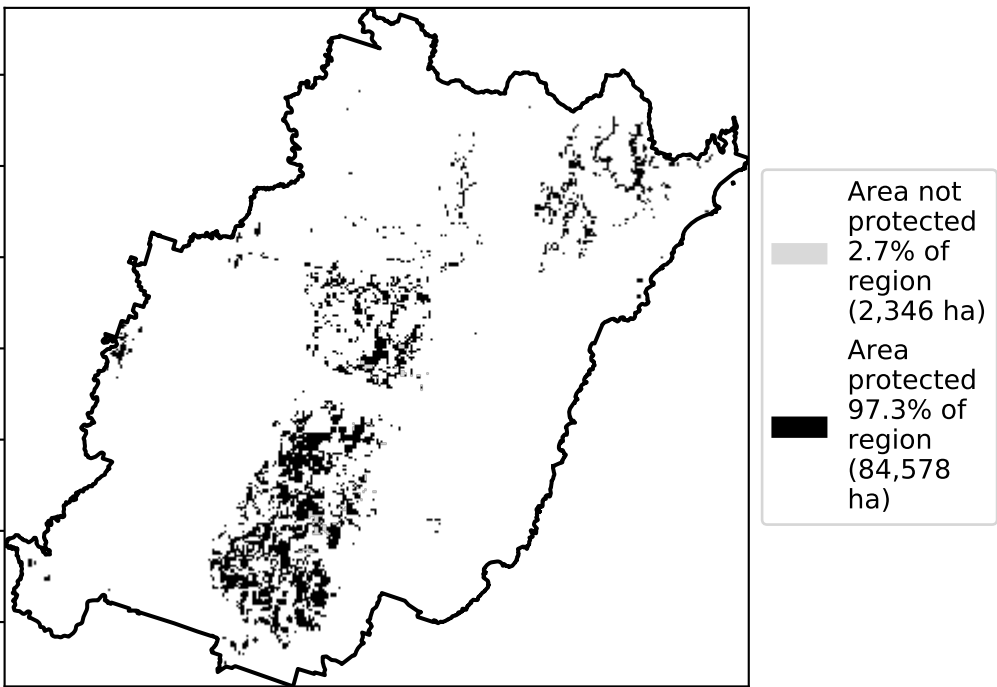 Area not
protected
2.7% of
region
(2,346 ha)
Area
protected
97.3% of
region
(84,578
ha)